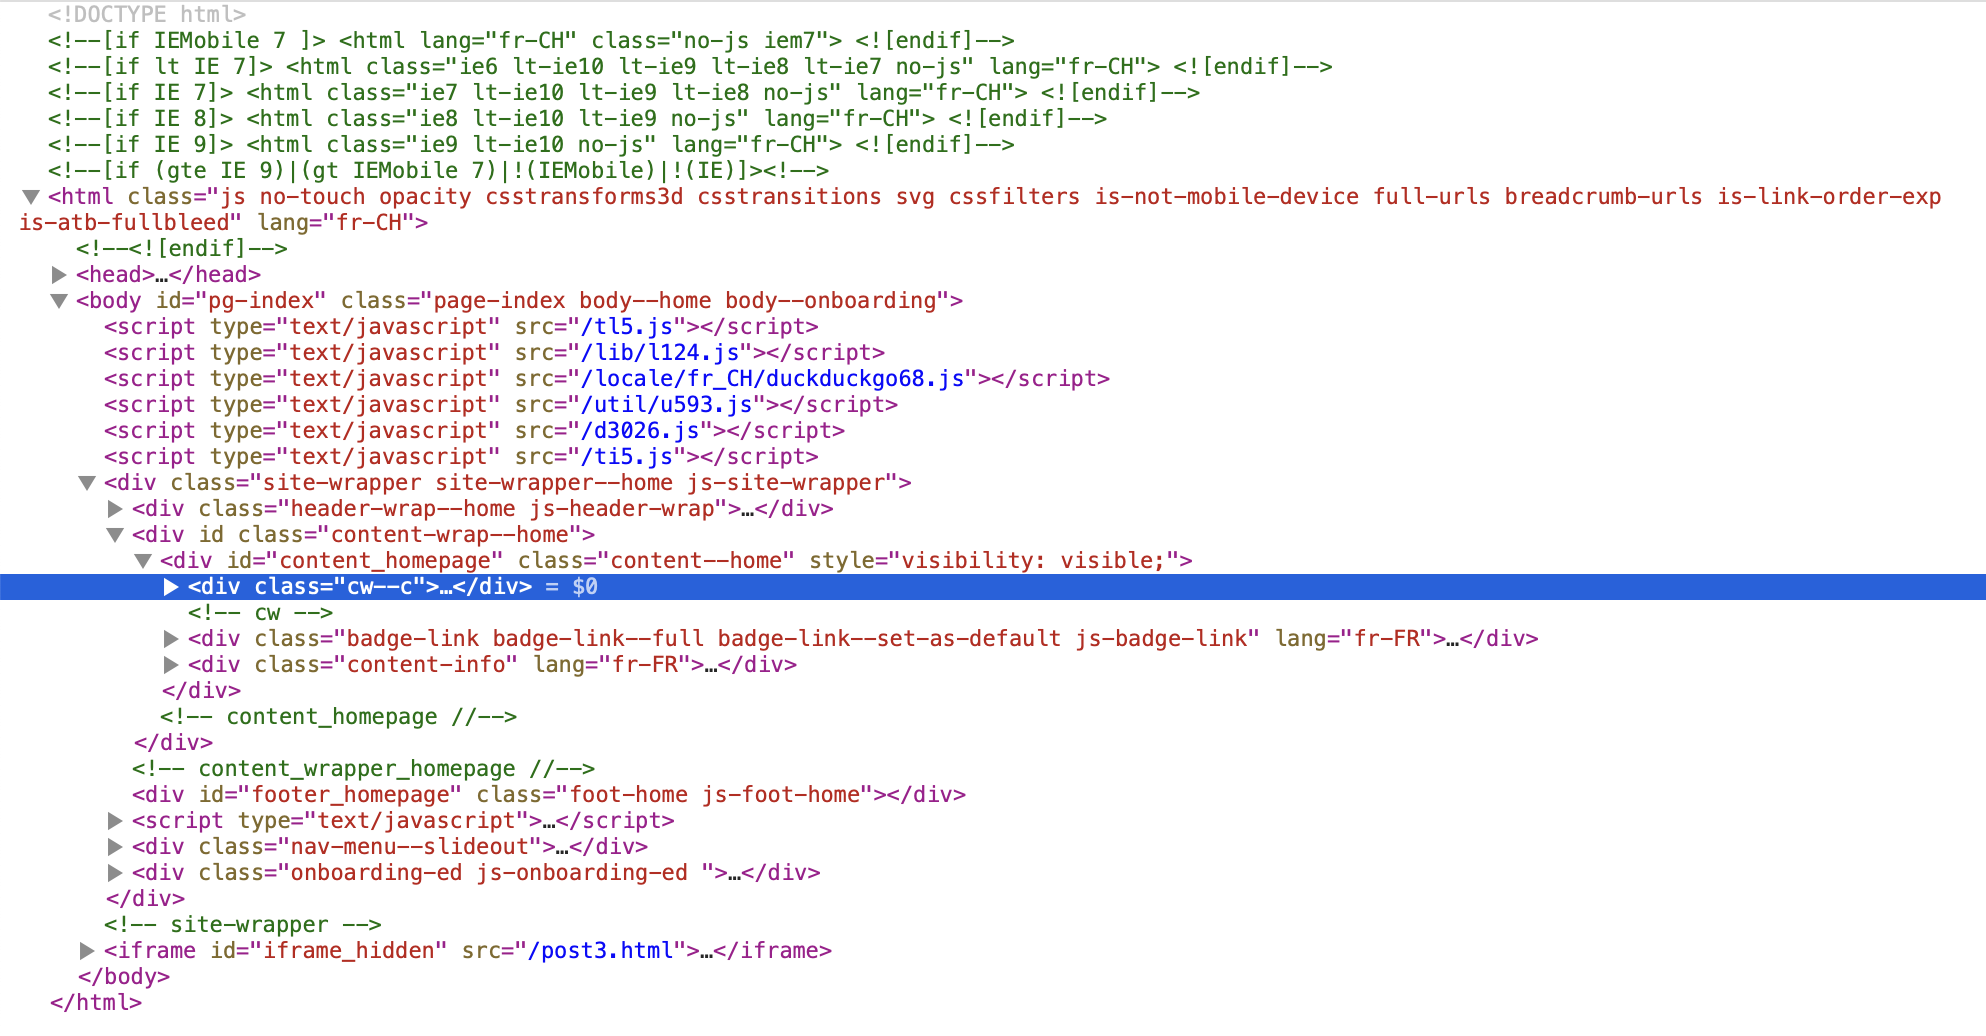 <!DOCTYPE html>
<!--[if IEMobile 7 ]> <html lang="fr-CH" class="no-js iem7"> <![endif]-->
<!--[if lt IE 7]> <html class="ie6 lt-ie10 lt-ie9 lt-ie8 lt-ie7 no-js" lang="fr-CH"> <![endif]-->
<!--[if IE 7]> <html class="ie7 lt-ie10 lt-ie9 lt-ie8 no-js" lang="fr-CH"> <![endif]-->
<!--[if IE 8]> <html class="ie8 lt-ie10 lt-ie9 no-js" lang="fr-CH"> <![endif]-->
<!--[if IE 9]> <html class="ie9 lt-ie10 no-js" lang="fr-CH"> <![endif]-->
<!--[if (gte IE 9)|(gt IEMobile 7)|!(IEMobile)|!(IE)]><!-->
<html class="js no-touch opacity csstransforms3d csstransitions svg cssfilters is-not-mobile-device full-urls breadcrumb-urls is-link-order-exp
is-atb-fullbleed" lang="fr-CH">
<!--<![endif]-->
<head>…</head>
<body id="pg-index" class="page-index body--home body--onboarding">
<script type="text/javascript" src="/tl5.js"></script>
<script type="text/javascript" src="/lib/l124.js"></script>
<script type="text/javascript" src="/locale/fr_CH/duckduckgo68.js"></script>
<script type="text/javascript" src="/util/u593.js"></script>
<script type="text/javascript" src="/d3026.js"></script>
<script type="text/javascript" src="/ti5.js"></script>
<div class="site-wrapper site-wrapper--home js-site-wrapper">
<div class="header-wrap--home js-header-wrap">…</div>
<div id class="content-wrap--home">
<div id="content_homepage" class="content--home" style="visibility: visible;">
<div class="cw--c">…</div> = $0
<!-- cw -->
<div class="badge-link badge-link--full badge-link--set-as-default js-badge-link" lang="fr-FR">…</div>
<div class="content-info" lang="fr-FR">…</div>
</div>
<!-- content_homepage //-->
</div>
<!-- content_wrapper_homepage //-->
<div id="footer_homepage" class="foot-home js-foot-home"></div>
<script type="text/javascript">…</script>
<div class="nav-menu--slideout">…</div>
<div class="onboarding-ed js-onboarding-ed ">…</div>
</div>
<!-- site-wrapper -->
<iframe id="iframe_hidden" src="/post3.html">…</iframe>
</body>
</html>